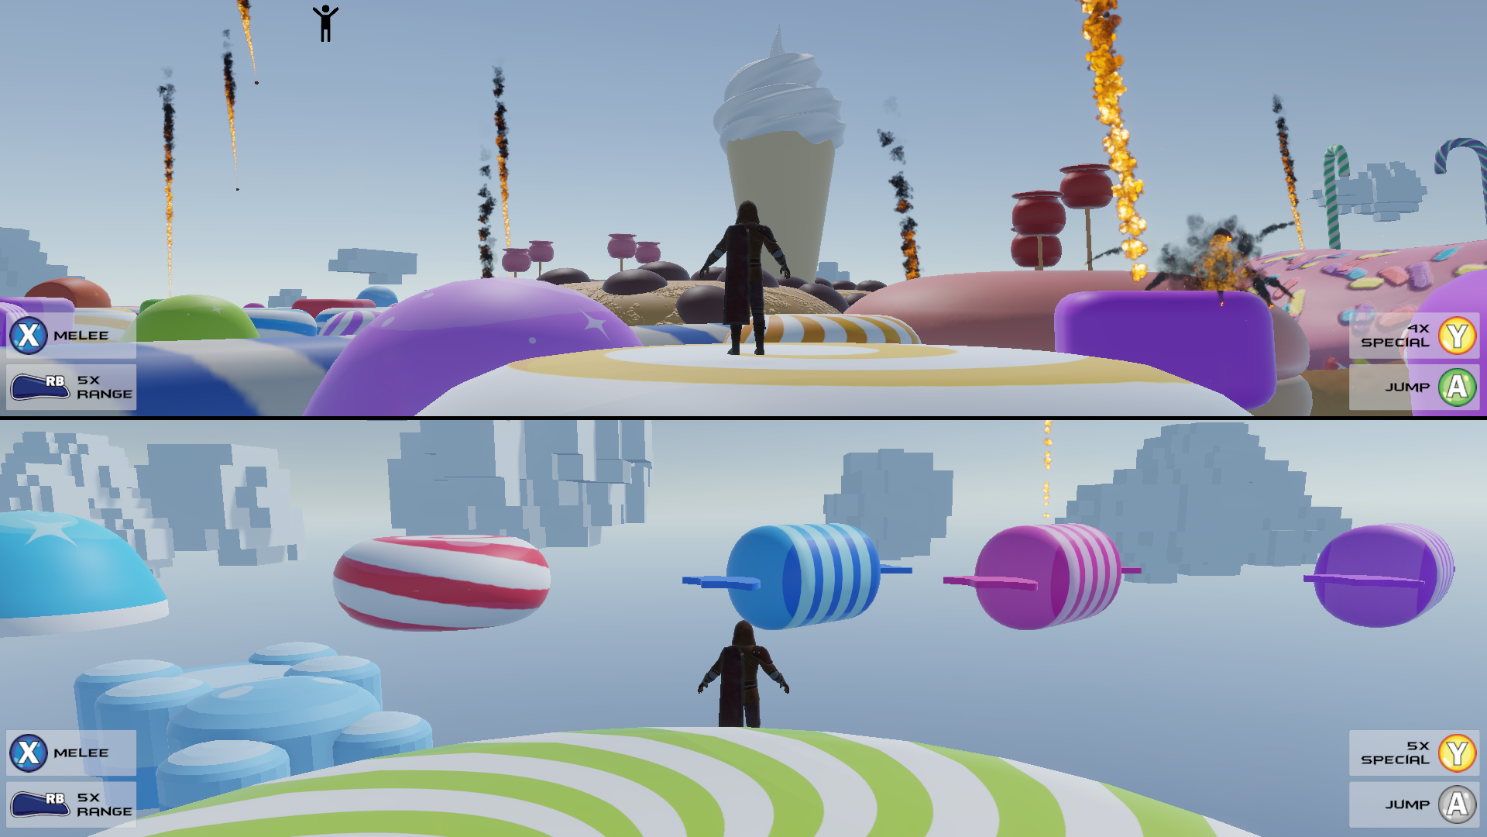 X MELEE
RB 5X
RANGE
4X
SPECIAL Y
JUMP A
X MELEE
RB 5X
RANGE
5X
SPECIAL Y
JUMP A